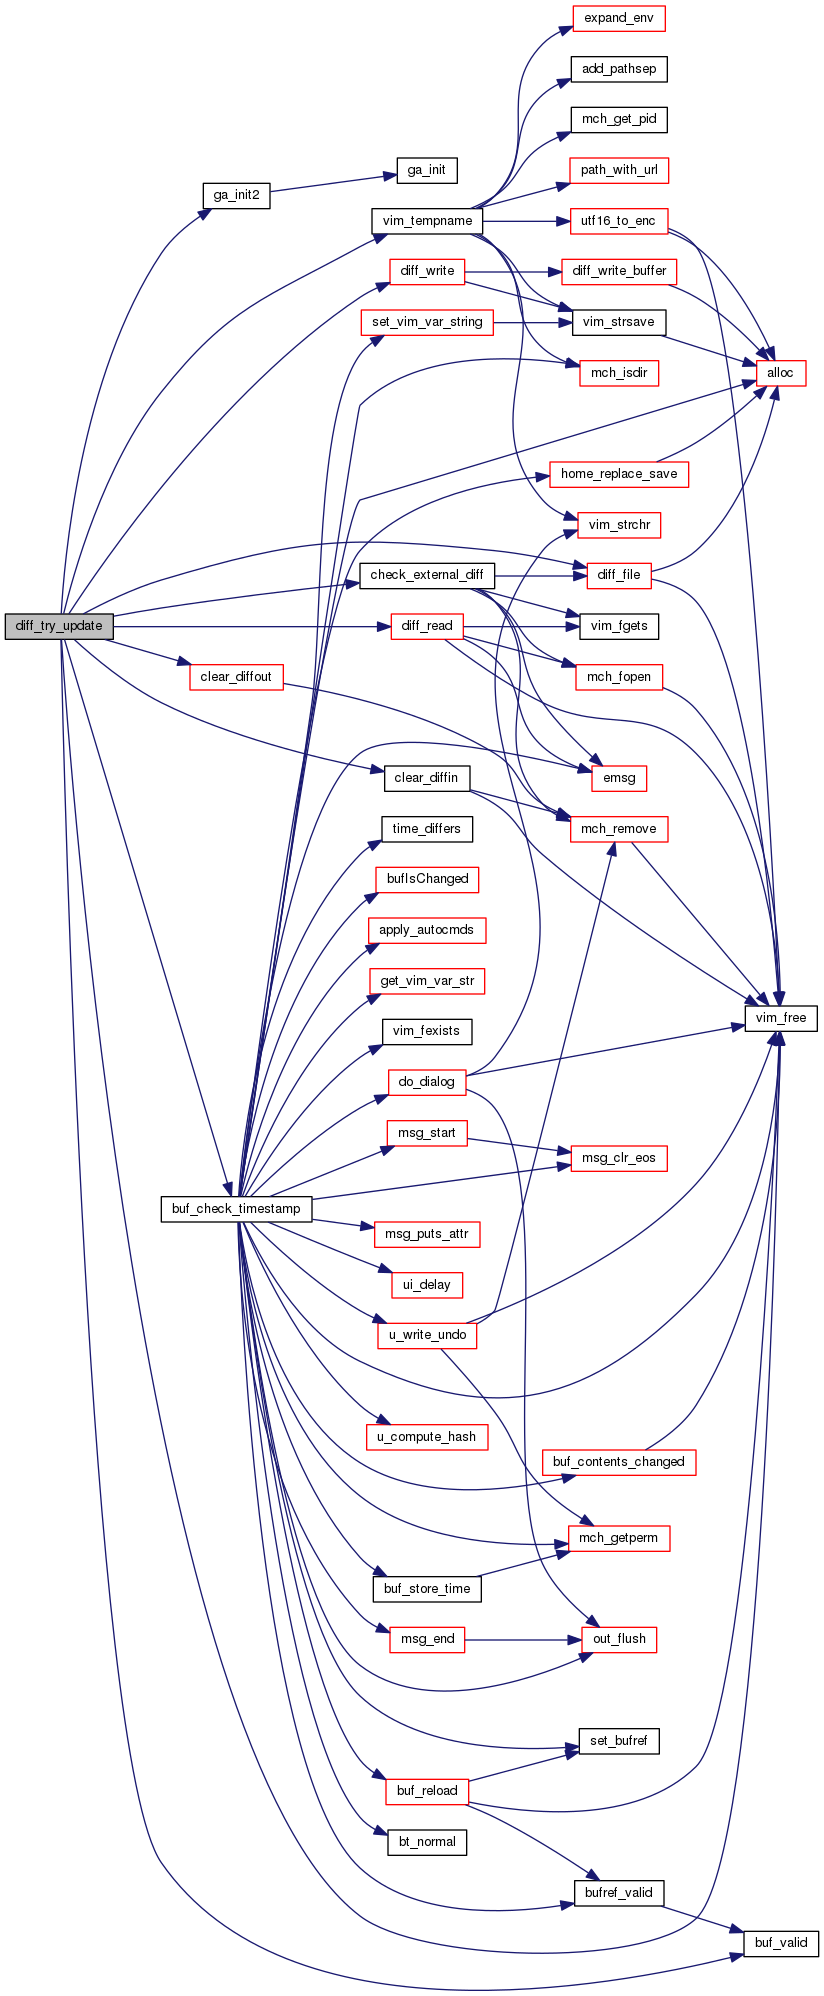 expand_env
add_pathsep
mch_get_pid
ga_init
path_with_url
ga_init2
vim_tempname
utf16_to_enc
diff_write
diff_write_buffer
set_vim_var_string
vim_strsave
mch_isdir
alloc
home_replace_save
vim_strchr
check_external_diff
diff_file
diff_try_update
diff_read
vim_fgets
clear_diffout
mch_fopen
clear_diffin
emsg
time_differs
mch_remove
bufIsChanged
apply_autocmds
get_vim_var_str
vim_fexists
vim_free
do_dialog
msg_start
msg_clr_eos
buf_check_timestamp
msg_puts_attr
ui_delay
u_write_undo
u_compute_hash
buf_contents_changed
mch_getperm
buf_store_time
msg_end
out_flush
set_bufref
buf_reload
bt_normal
bufref_valid
buf_valid